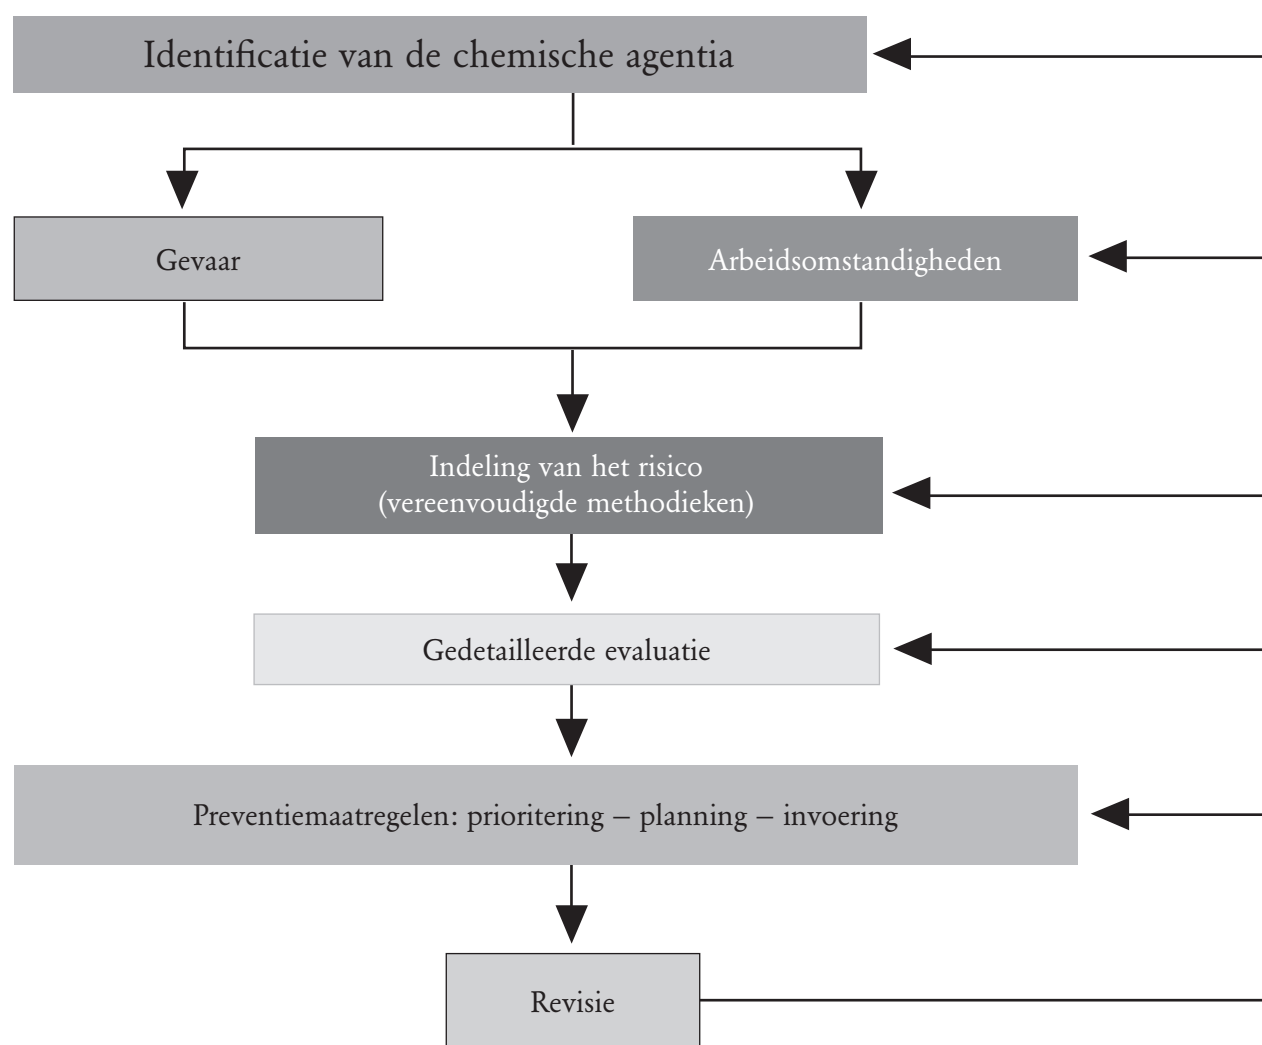 Identificatie van de chemische agentia
Gevaar
Arbeidsomstandigheden
Indeling van het risico
(vereenvoudigde methodieken)
Gedetailleerde evaluatie
Preventiemaatregelen: prioritering – planning – invoering
Revisie